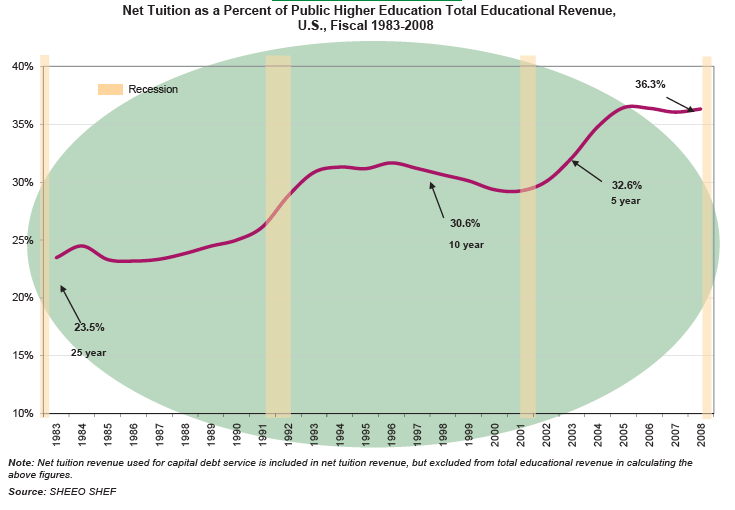 Net Tuition as a Percent of Public Higher Education Total Educational Revenue,
U.S., Fiscal 1983-2008
40%
Recession
36.3%
35%
30%
32.6%
5 year
30.6%
10 year
25%
20%
23.5%
25 year
15%
10%
1983 1984 1985 1986 1987 1988 1989 1990 1991 1992 1993 1994 1995 1996 1997 1998 1999 2000 2001 2002 2003 2004 2005 2006 2007 2008
Note: Net tuition revenue used for capital debt service is included in net tuition revenue, but excluded from total educational revenue in calculating the
above figures.
Source: SHEEO SHEF